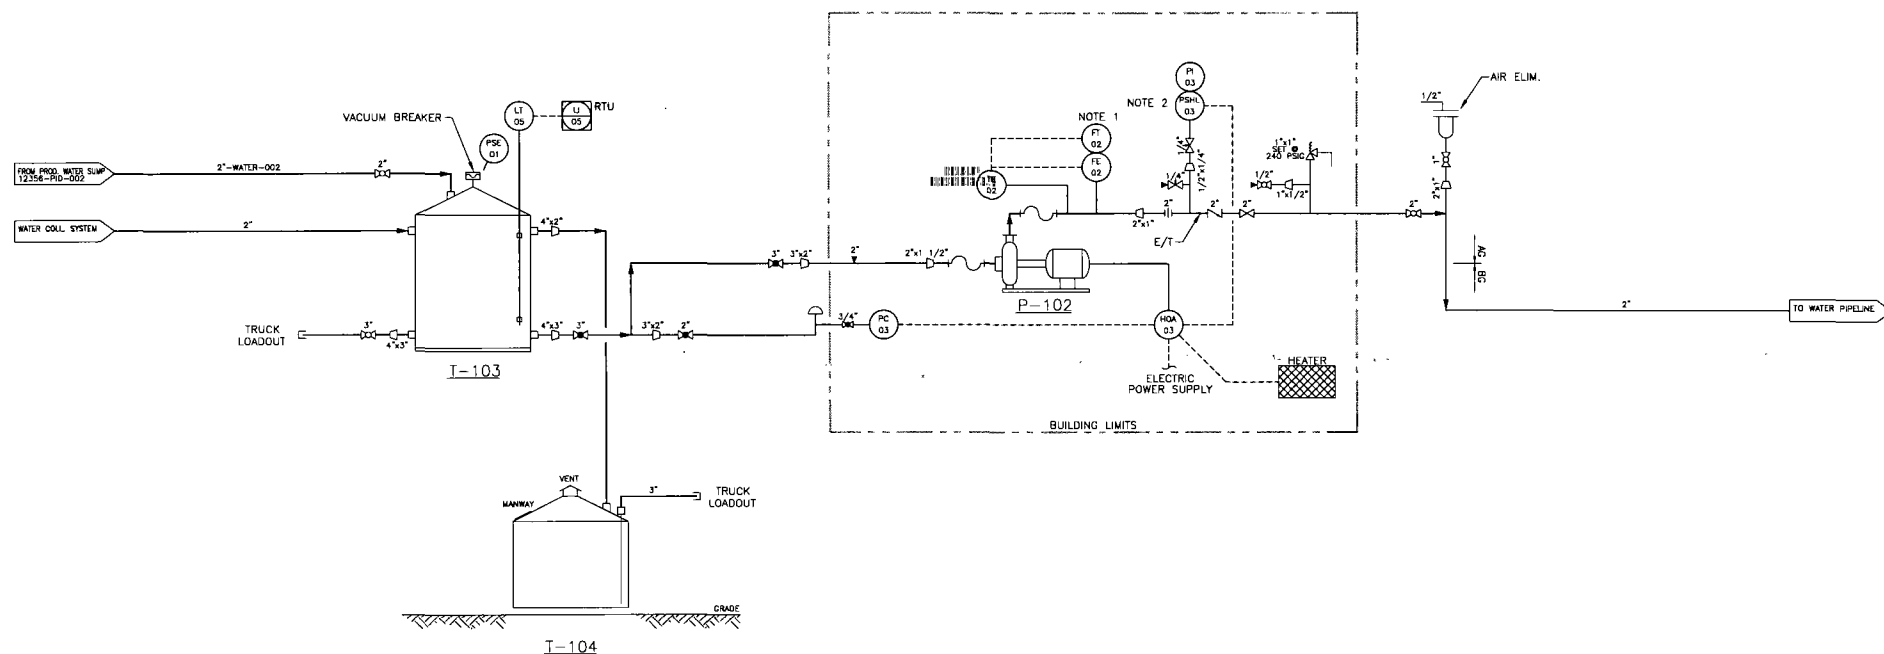 VACUUM BREAKER
PSE
01
LT
05
LI
05
RTU
FROM PROD. WATER SUMP
12356-PID-002
2"-WATER-002
2"
WATER COLL. SYSTEM
2"
4"x2"
TRUCK
LOADOUT
3"
4"x3"
4"x3"
3"
3"x2"
2"
T-103
3"
3"x2"
2"
2"x1 1/2"
3/4"
PC
03
P-102
HOA
03
ELECTRIC
POWER SUPPLY
HEATER
BUILDING LIMITS
NOTE 1
FT
02
FE
02
02
NOTE 2
PI
03
PSHL
03
1/4"
1/2"x1/4"
1/4"
2"x1"
2"
E/T
2"
2"
1"x1"
SET @
240 PSIG
1/2"
1"x1/2"
2"
1/2"
AIR ELIM.
1"
2"x1"
AG
BG
2"
TO WATER PIPELINE
VENT
MANWAY
3"
TRUCK
LOADOUT
GRADE
T-104